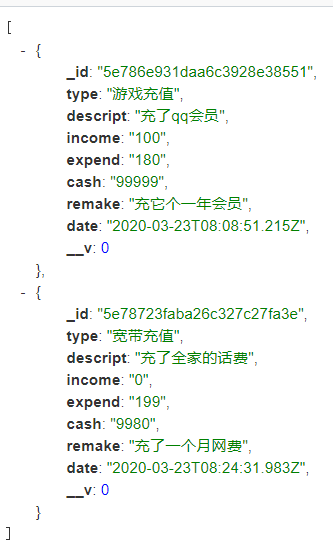 [
- {
_id: "5e786e931daa6c3928e38551",
type: "游戏充值",
descript: "充了qq会员",
income: "100",
expend: "180",
cash: "99999",
remake: "充它个一年会员",
date: "2020-03-23T08:08:51.215Z",
__v: 0
},
- {
_id: "5e78723faba26c327c27fa3e",
type: "宽带充值",
descript: "充了全家的话费",
income: "0",
expend: "199",
cash: "9980",
remake: "充了一个月网费",
date: "2020-03-23T08:24:31.983Z",
__v: 0
}
]